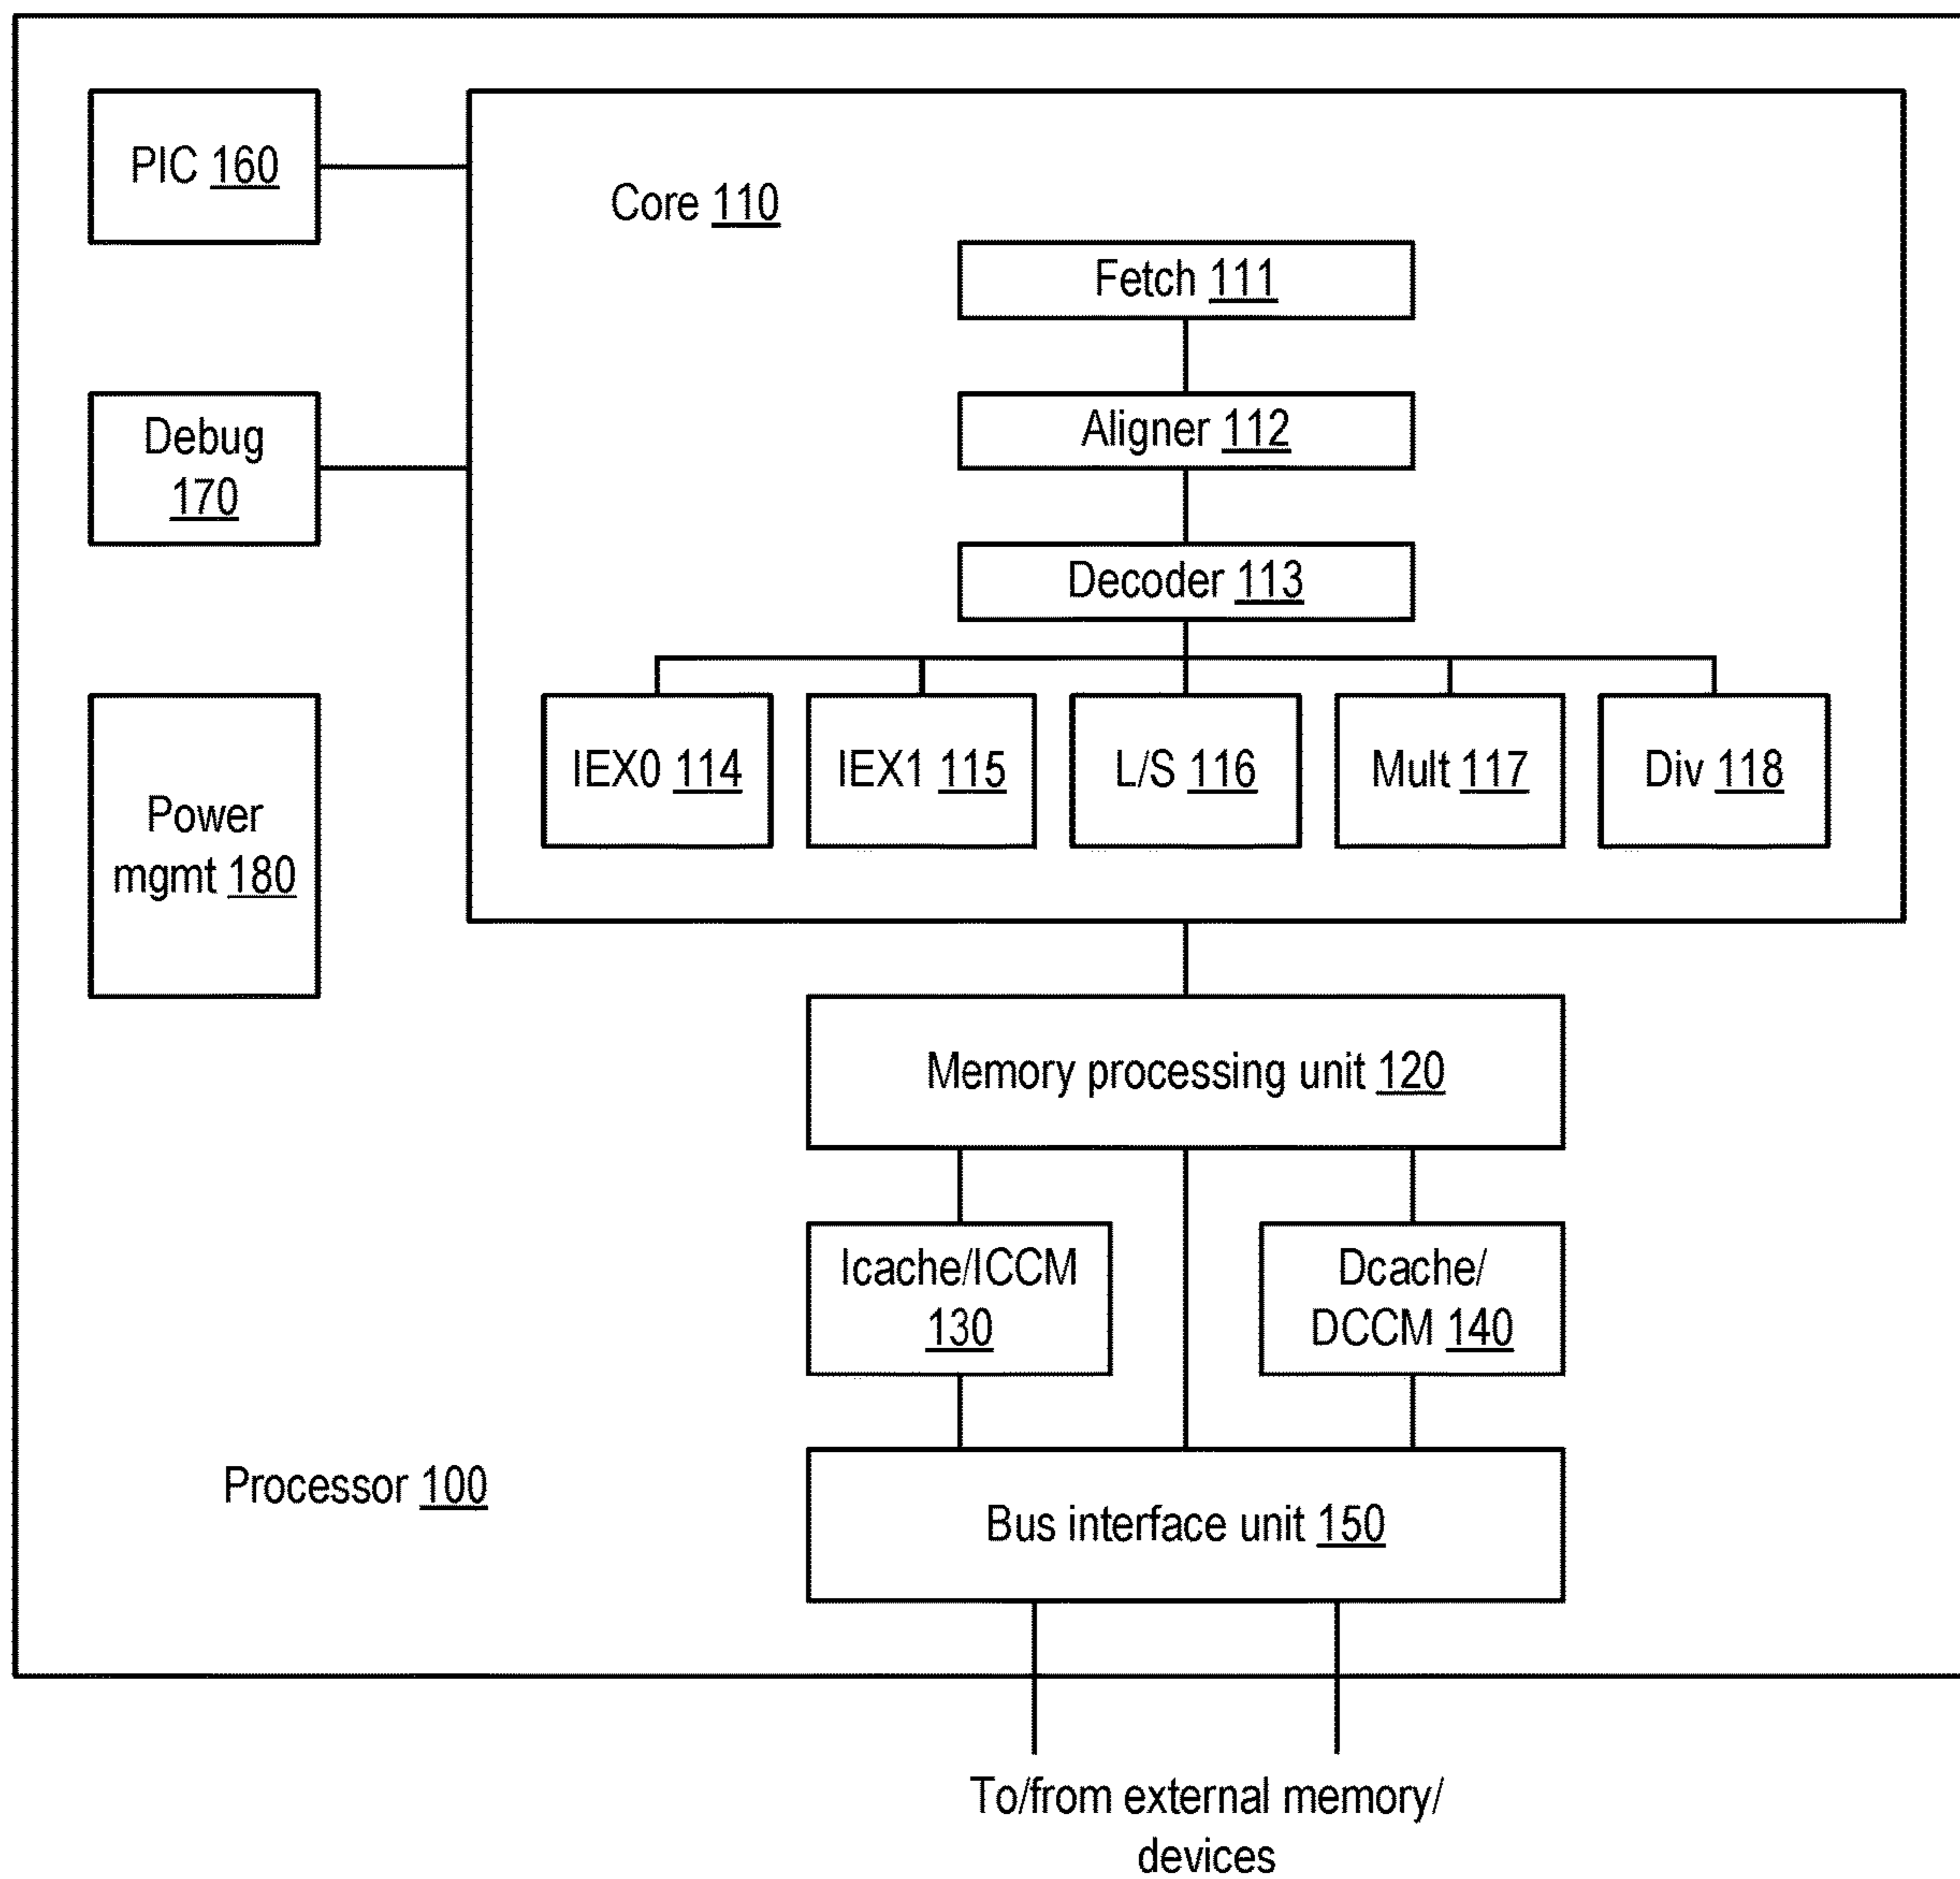 PIC 160
Core 110
Fetch 111
Aligner 112
Debug
170
Decoder 113
IEX0 114
IEX1 115
L/S 116
Mult 117
Div 118
Power
mgmt 180
Memory processing unit 120
Icache/ICCM
130
Dcache/
DCCM 140
Processor 100
Bus interface unit 150
To/from external memory/
devices